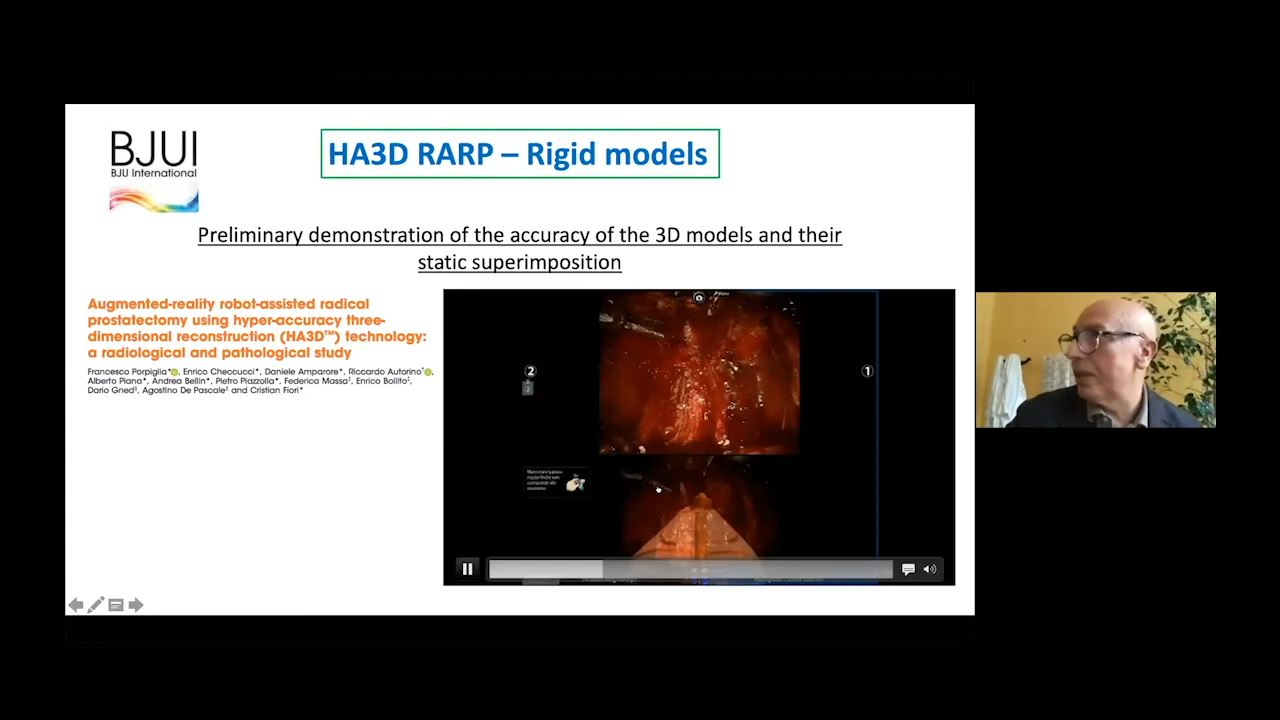 BJUI
BJU International
HA3D RARP – Rigid models
Preliminary demonstration of the accuracy of the 3D models and their
static superimposition
Augmented-reality robot-assisted radical
prostatectomy using hyper-accuracy three-
dimensional reconstruction (HA3D™) technology:
a radiological and pathological study
Francesco Porpiglia*, Enrico Checcucci*, Daniele Amparore*, Riccardo Autorino†,
Alberto Piana*, Andrea Bellin*, Pietro Piazzolla*, Federica Massa‡, Enrico Bollito‡,
Dario Gned§, Agostino De Pascale§ and Cristian Fiori*
2
1